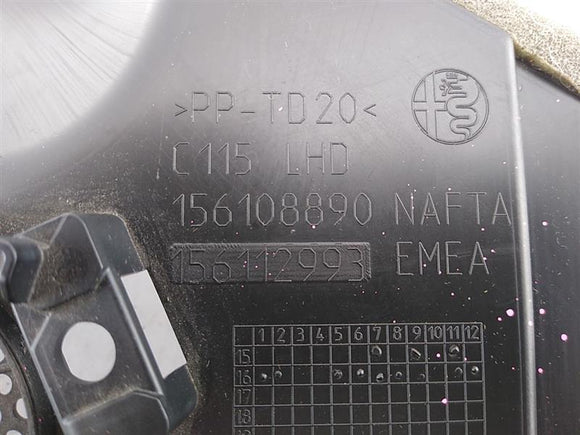 >PP-TD20<
C115 LHD
156108890 NAFTA
156112993 EMEA
1 2 3 4 5 6 7 8 9 10 11 12
15
16
17
18